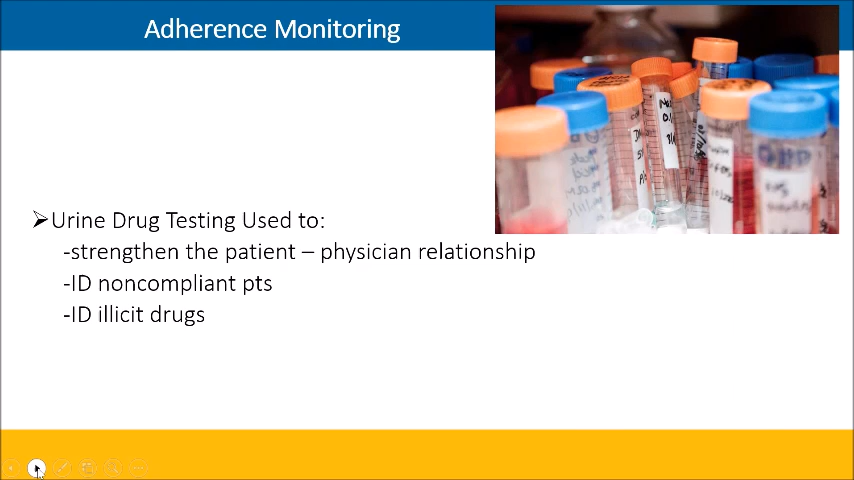 Adherence Monitoring
➢Urine Drug Testing Used to:
-strengthen the patient – physician relationship
-ID noncompliant pts
-ID illicit drugs